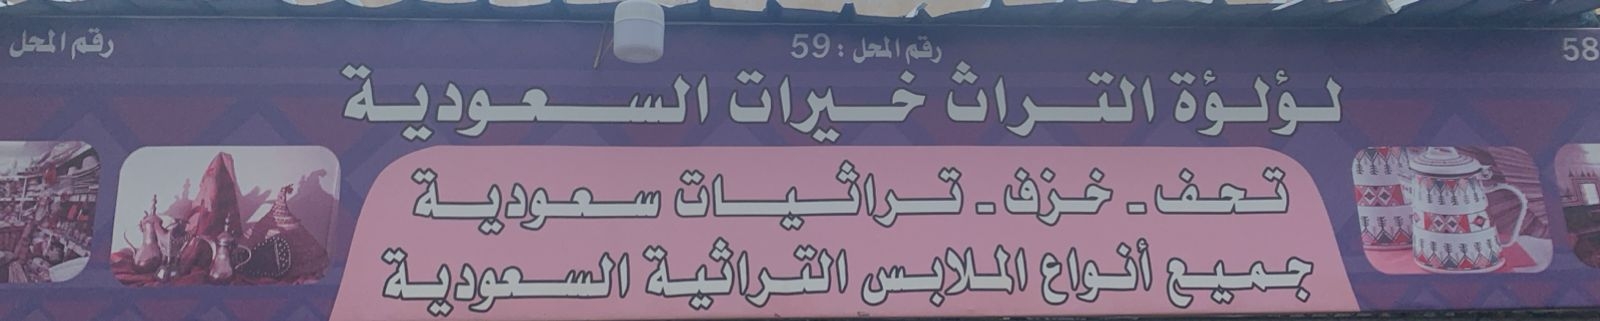 58
رقم المحل : 59
رقم المحل
لؤلؤة التراث خيرات السعودية
تحف - خزف - تراثيات سعودية
جميع أنواع الملابس التراثية السعودية